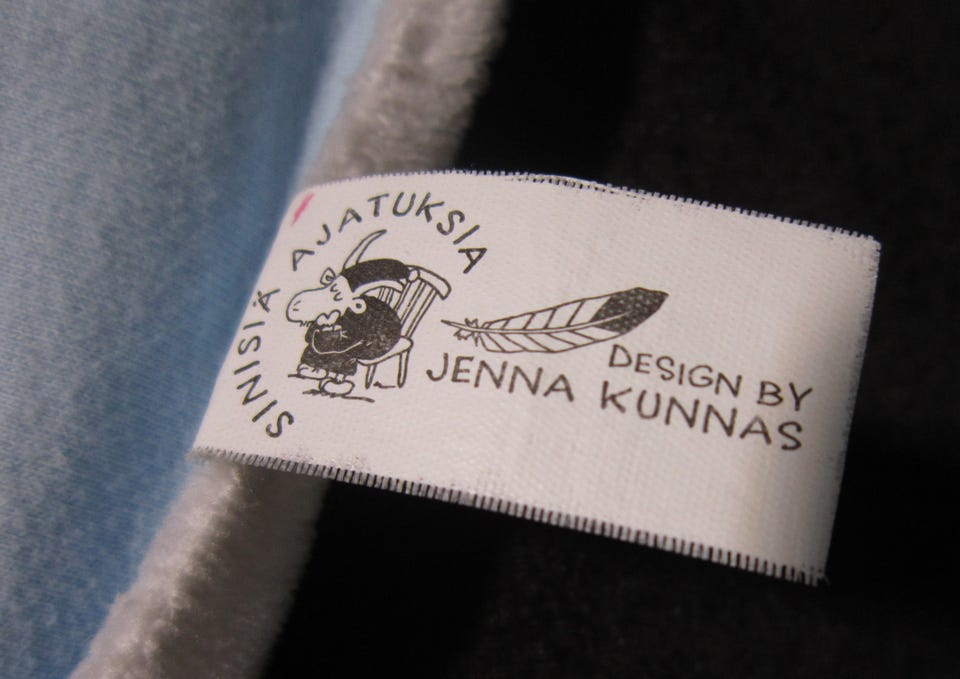 SINISIÄ AJATUKSIA
DESIGN BY
JENNA KUNNAS